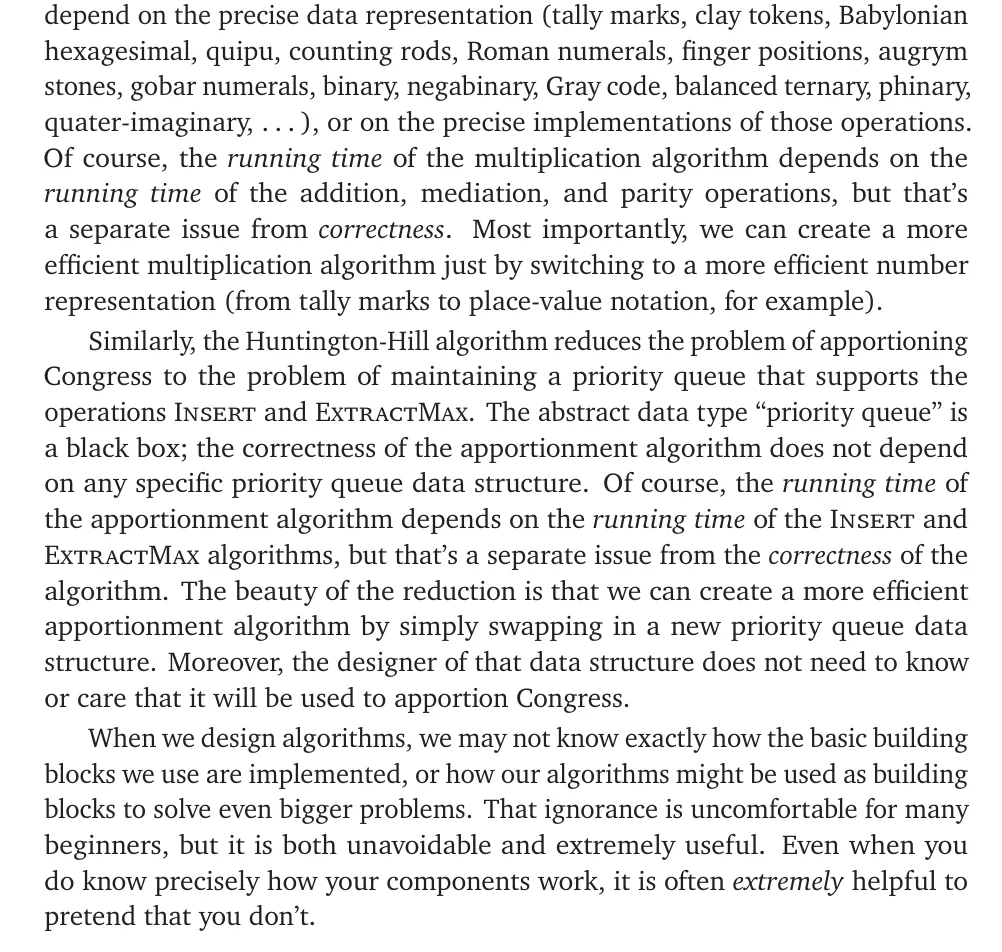 depend on the precise data representation (tally marks, clay tokens, Babylonian
hexagesimal, quipu, counting rods, Roman numerals, finger positions, augrym
stones, gobar numerals, binary, negabinary, Gray code, balanced ternary, phinary,
quater-imaginary, . . . ), or on the precise implementations of those operations.
Of course, the running time of the multiplication algorithm depends on the
running time of the addition, mediation, and parity operations, but that’s
a separate issue from correctness. Most importantly, we can create a more
efficient multiplication algorithm just by switching to a more efficient number
representation (from tally marks to place-value notation, for example).
Similarly, the Huntington-Hill algorithm reduces the problem of apportioning
Congress to the problem of maintaining a priority queue that supports the
operations INSERT and EXTRACTMAX. The abstract data type “priority queue” is
a black box; the correctness of the apportionment algorithm does not depend
on any specific priority queue data structure. Of course, the running time of
the apportionment algorithm depends on the running time of the INSERT and
EXTRACTMAX algorithms, but that’s a separate issue from the correctness of the
algorithm. The beauty of the reduction is that we can create a more efficient
apportionment algorithm by simply swapping in a new priority queue data
structure. Moreover, the designer of that data structure does not need to know
or care that it will be used to apportion Congress.
When we design algorithms, we may not know exactly how the basic building
blocks we use are implemented, or how our algorithms might be used as building
blocks to solve even bigger problems. That ignorance is uncomfortable for many
beginners, but it is both unavoidable and extremely useful. Even when you
do know precisely how your components work, it is often extremely helpful to
pretend that you don’t.